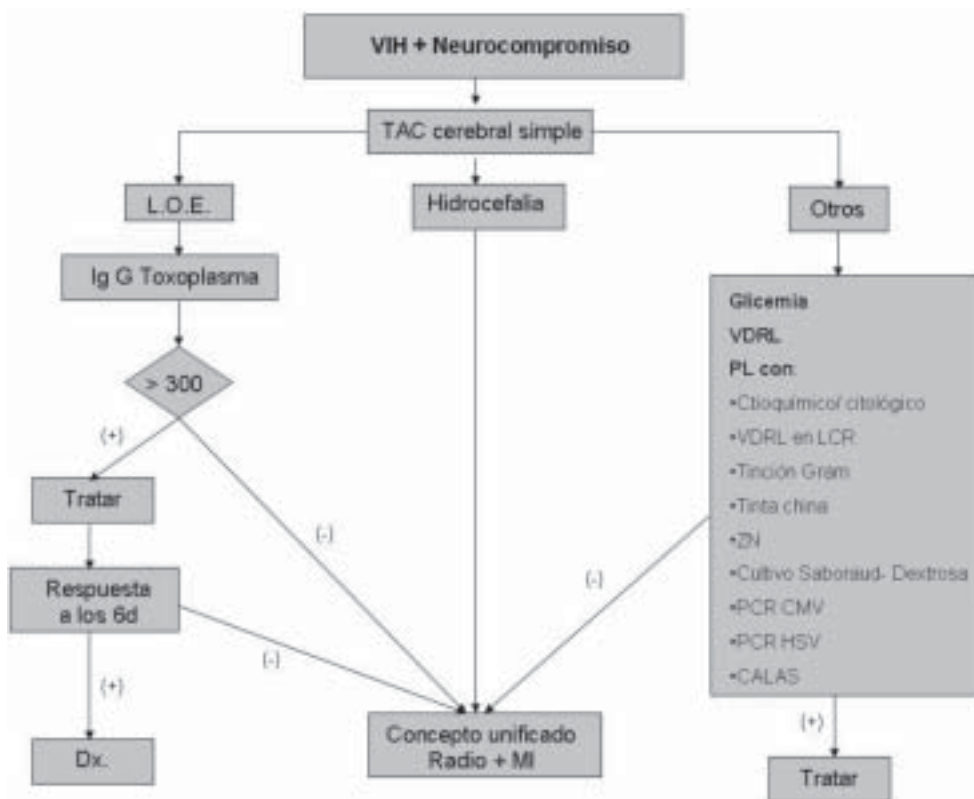 VIH + Neurocompromiso
TAC cerebral simple
L.O.E.
Hidrocefalia
Otros
Ig G Toxoplasma
> 300
(+)
(-)
Tratar
Respuesta
a los 6d
(-)
(+)
Dx.
Glicemia
VDRL
PL con
•Ctioquímico/ citológico
•VDRL en LCR
•Tinción Gram
•Tinta china
•ZN
•Cultivo Saboraud- Dextrosa
•PCR CMV
•PCR HSV
•CALAS
(-)
(+)
Concepto unificado
Radio + MI
Tratar